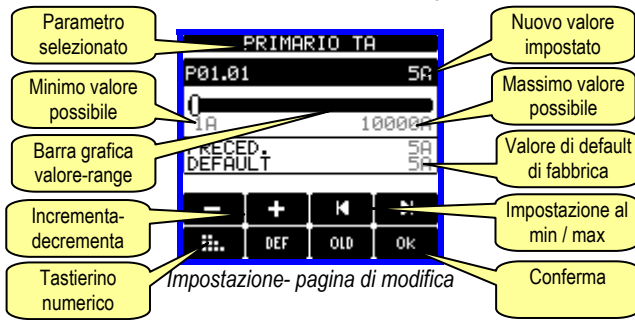 Parametro
selezionato
Nuovo valore
impostato
PRIMARIO TA
P01.01 5A
Minimo valore
possibile
Massimo valore
possibile
1A 10000A
Barra grafica
valore-range
PRECED. 5A
DEFAULT 5A
Valore di default
di fabbrica
Incrementa-
decrementa
− +
Impostazione al
min / max
DEF OLD Ok
Tastierino
numerico
Conferma
Impostazione- pagina di modifica